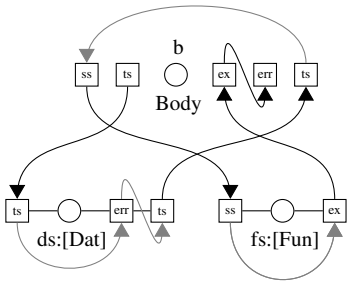 b
ss ts ex err ts
Body
ts err ts ss ex
ds:[Dat] fs:[Fun]